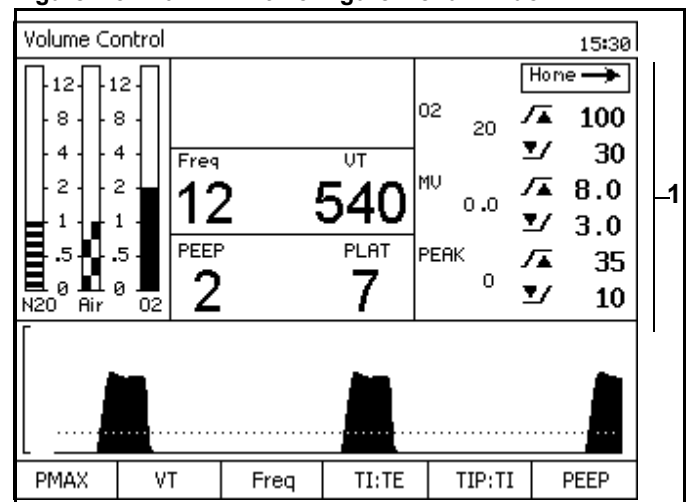 Volume Control 15:30
Home
12 12
8 8
4 4
2 2
1 1
.5 .5
0 0
N2O Air O2
Freq VT
12 540
PEEP PLAT
2 7
O2 20 100
30
MV 0.0 8.0
3.0
PEAK 0 35
10
1
PMAX VT Freq TI:TE TIP:TI PEEP